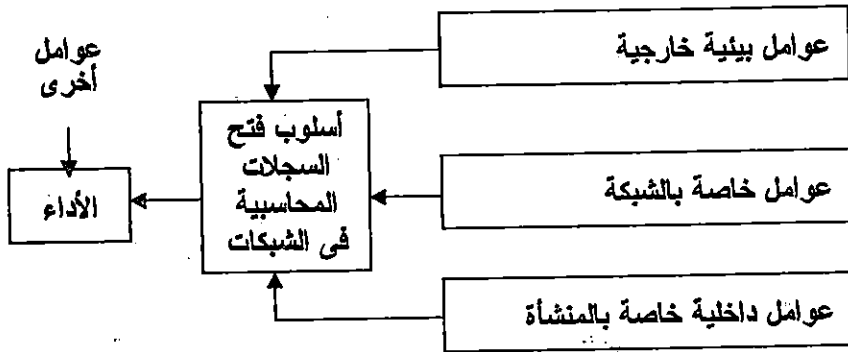 عوامل بيئية خارجية
عوامل خاصة بالشبكة
عوامل داخلية خاصة بالمنشأة
أسلوب فتح
السجلات
المحاسبية
فى الشبكات
عوامل
أخرى
الأداء